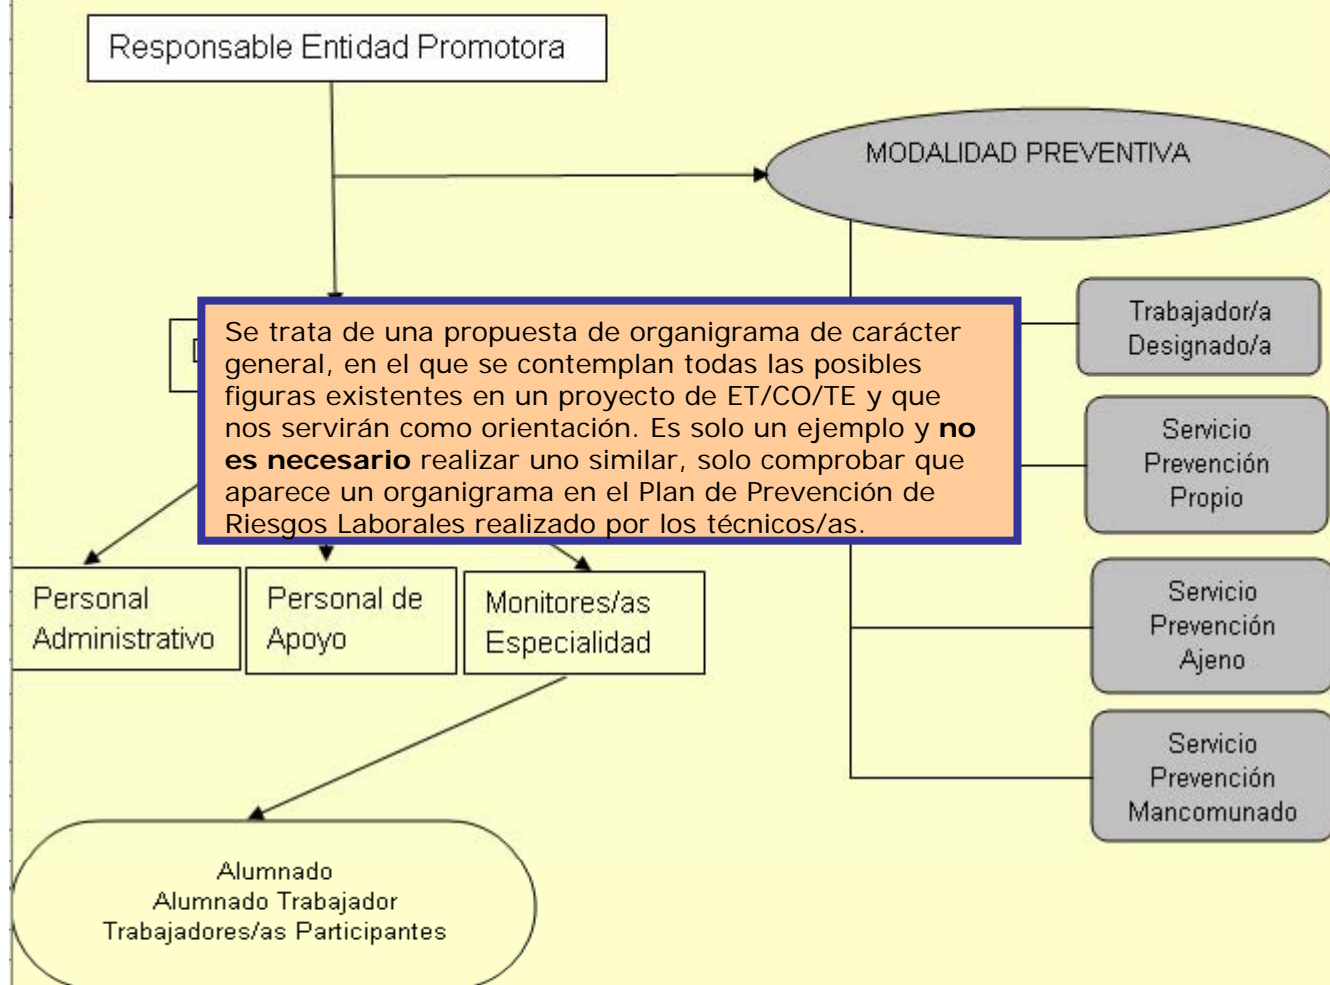 Responsable Entidad Promotora
MODALIDAD PREVENTIVA
Se trata de una propuesta de organigrama de carácter
general, en el que se contemplan todas las posibles
figuras existentes en un proyecto de ET/CO/TE y que
nos servirán como orientación. Es solo un ejemplo y no
es necesario realizar uno similar, solo comprobar que
aparece un organigrama en el Plan de Prevención de
Riesgos Laborales realizado por los técnicos/as.
Trabajador/a
Designado/a
Servicio
Prevención
Propio
Servicio
Prevención
Ajeno
Servicio
Prevención
Mancomunado
Personal
Administrativo
Personal de
Apoyo
Monitores/as
Especialidad
Alumnado
Alumnado Trabajador
Trabajadores/as Participantes